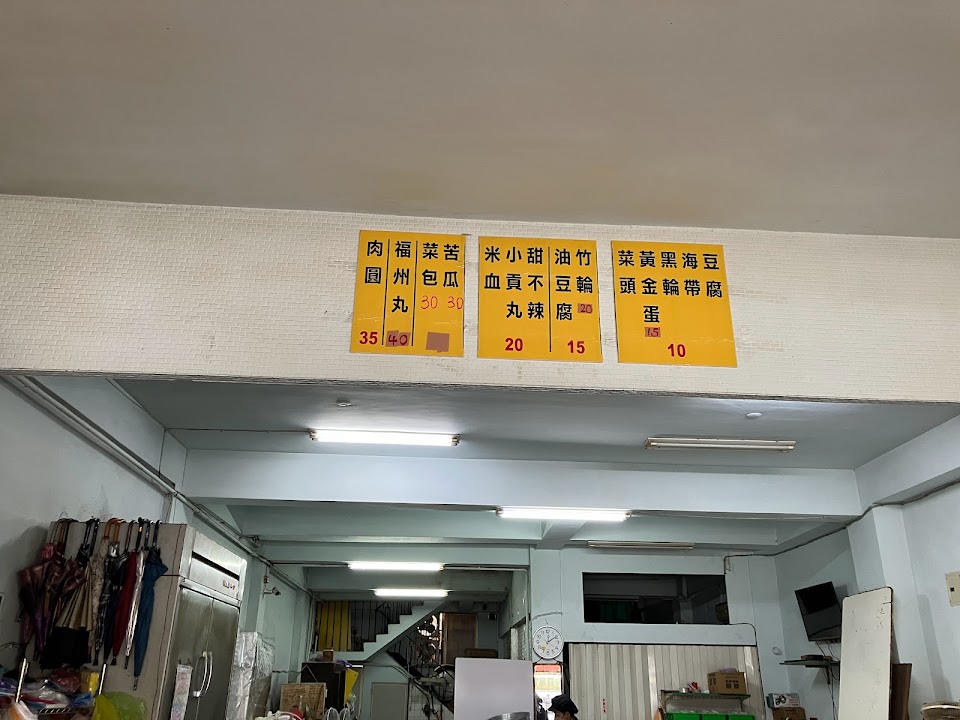 豆腐
海帶
黑輪
黃金蛋
15
菜頭
10
竹輪
20
油豆腐
15
甜不辣
小貢丸
米血
20
苦瓜
30
菜包
30
福州丸
40
肉圓
35